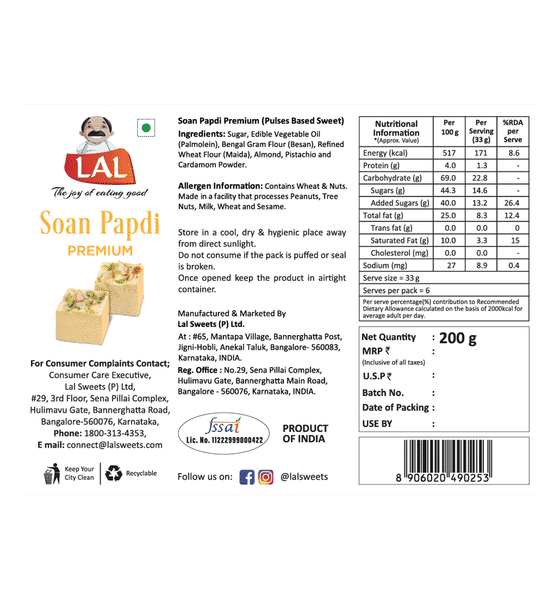 LAL
The joy of eating good
Soan Papdi
PREMIUM
For Consumer Complaints Contact;
Consumer Care Executive,
Lal Sweets (P) Ltd,
#29, 3rd Floor, Sena Pillai Complex,
Hulimavu Gate, Bannerghatta Road,
Bangalore-560076, Karnataka,
Phone: 1800-313-4353,
E mail: connect@lalsweets.com
Keep Your
City Clean
Recyclable
Soan Papdi Premium (Pulses Based Sweet)
Ingredients: Sugar, Edible Vegetable Oil
(Palmolein), Bengal Gram Flour (Besan), Refined
Wheat Flour (Maida), Almond, Pistachio and
Cardamom Powder.
Allergen Information: Contains Wheat & Nuts.
Made in a facility that processes Peanuts, Tree
Nuts, Milk, Wheat and Sesame.
Store in a cool, dry & hygienic place away
from direct sunlight.
Do not consume if the pack is puffed or seal
is broken.
Once opened keep the product in airtight
container.
Manufactured & Marketed By
Lal Sweets (P) Ltd.
At : #65, Mantapa Village, Bannerghatta Post,
Jigni-Hobli, Anekal Taluk, Bangalore- 560083,
Karnataka, INDIA.
Reg. Office : No.29, Sena Pillai Complex,
Hulimavu Gate, Bannerghatta Main Road,
Bangalore - 560076, Karnataka, INDIA.
fssai
Lic. No. 11222999000422
PRODUCT
OF INDIA
Follow us on: @lalsweets
Nutritional Information *(Approx. Value) Per 100 g Per Serving (33 g) %RDA per Serve
Energy (kcal) 517 171 8.6
Protein (g) 4.0 1.3 -
Carbohydrate (g) 69.0 22.8 -
Sugars (g) 44.3 14.6 -
Added Sugars (g) 40.0 13.2 26.4
Total fat (g) 25.0 8.3 12.4
Trans fat (g) 0.0 0.0 0
Saturated Fat (g) 10.0 3.3 15
Cholesterol (mg) 0.0 0.0 -
Sodium (mg) 27 8.9 0.4
Serve size = 33 g
Serves per pack = 6
Per serve percentage(%) contribution to Recommended
Dietary Allowance calculated on the basis of 2000kcal for
average adult per day.
Net Quantity : 200 g
MRP ₹ :
(Inclusive of all taxes)
U.S.P ₹ :
Batch No. :
Date of Packing :
USE BY :
8 906020 490253